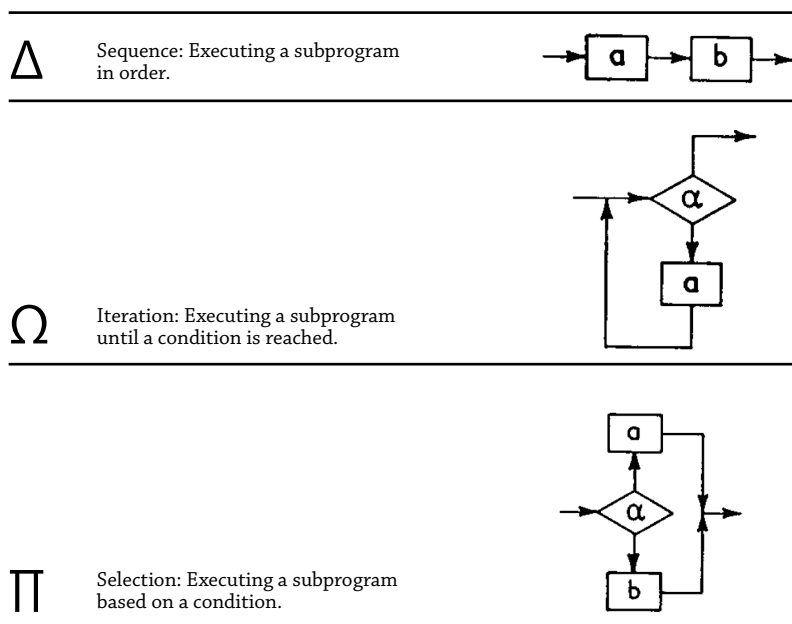 Δ
Sequence: Executing a subprogram
in order.
a b
α
a
Ω
Iteration: Executing a subprogram
until a condition is reached.
a
α
b
Π
Selection: Executing a subprogram
based on a condition.